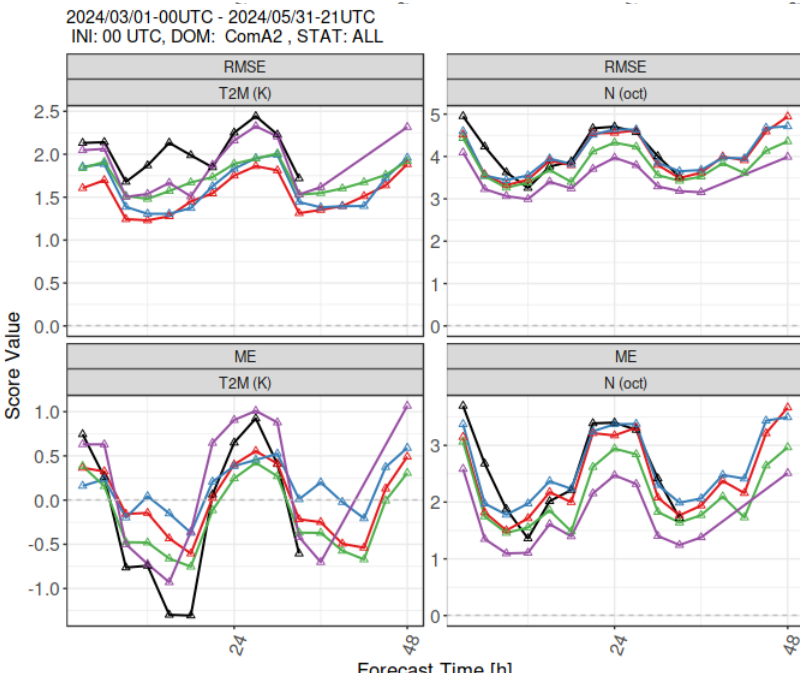 2024/03/01-00UTC - 2024/05/31-21UTC
INI: 00 UTC, DOM: ComA2 , STAT: ALL
RMSE
T2M (K)
2.5
2.0
1.5
1.0
0.5
0.0
RMSE
N (oct)
5
4
3
2
1
0
ME
T2M (K)
1.0
0.5
0.0
-0.5
-1.0
24
48
ME
N (oct)
3
2
1
0
24
48
Score Value
Forecast Time [h]